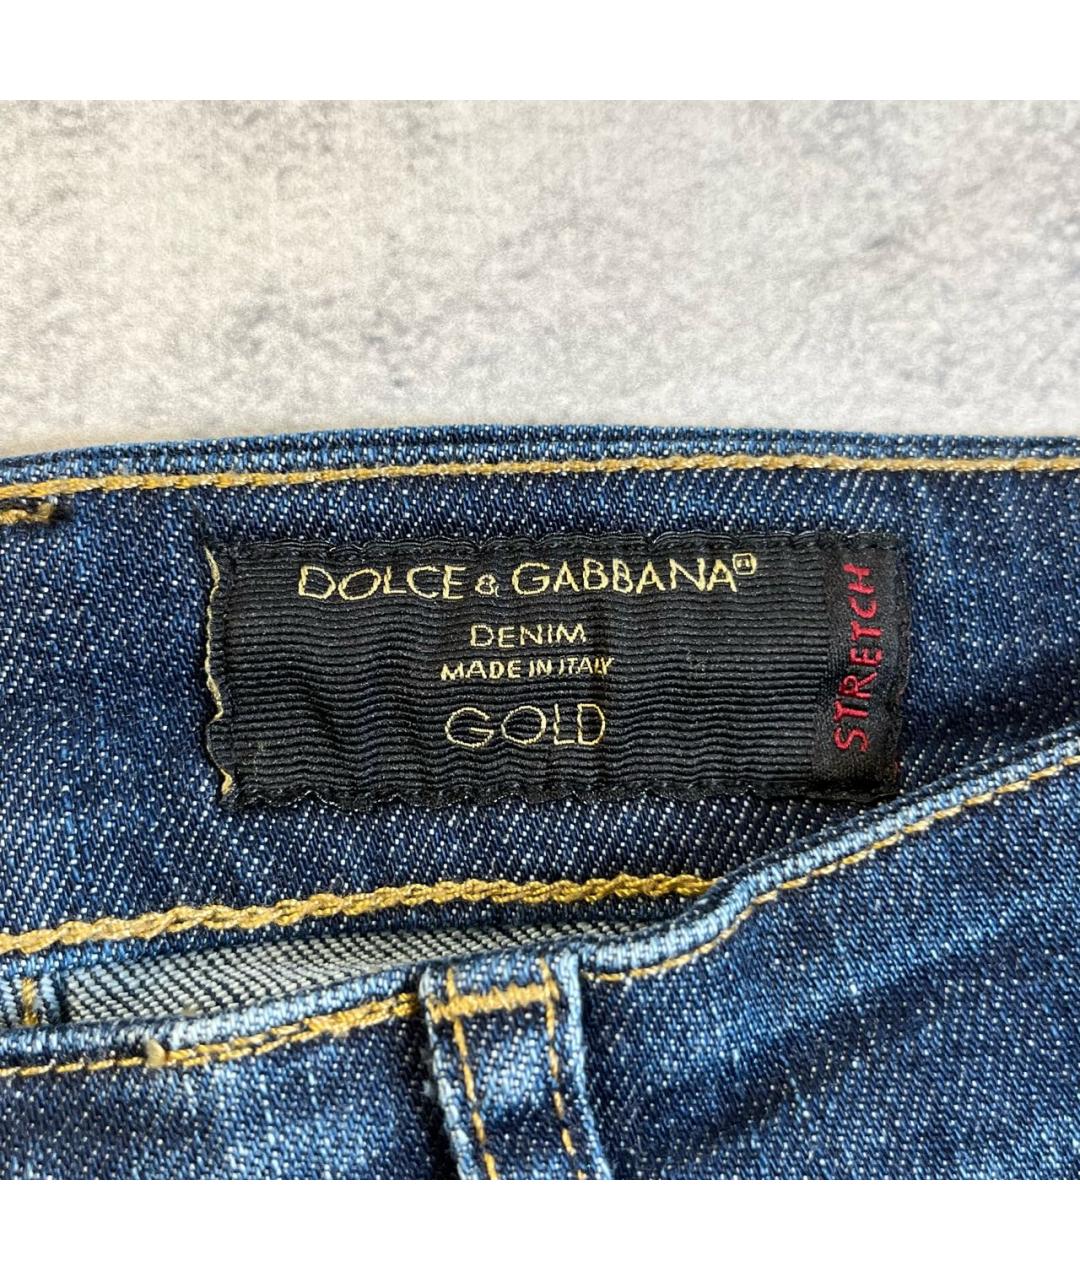 DOLCE & GABBANA
DENIM
MADE IN ITALY
GOLD
STRETCH